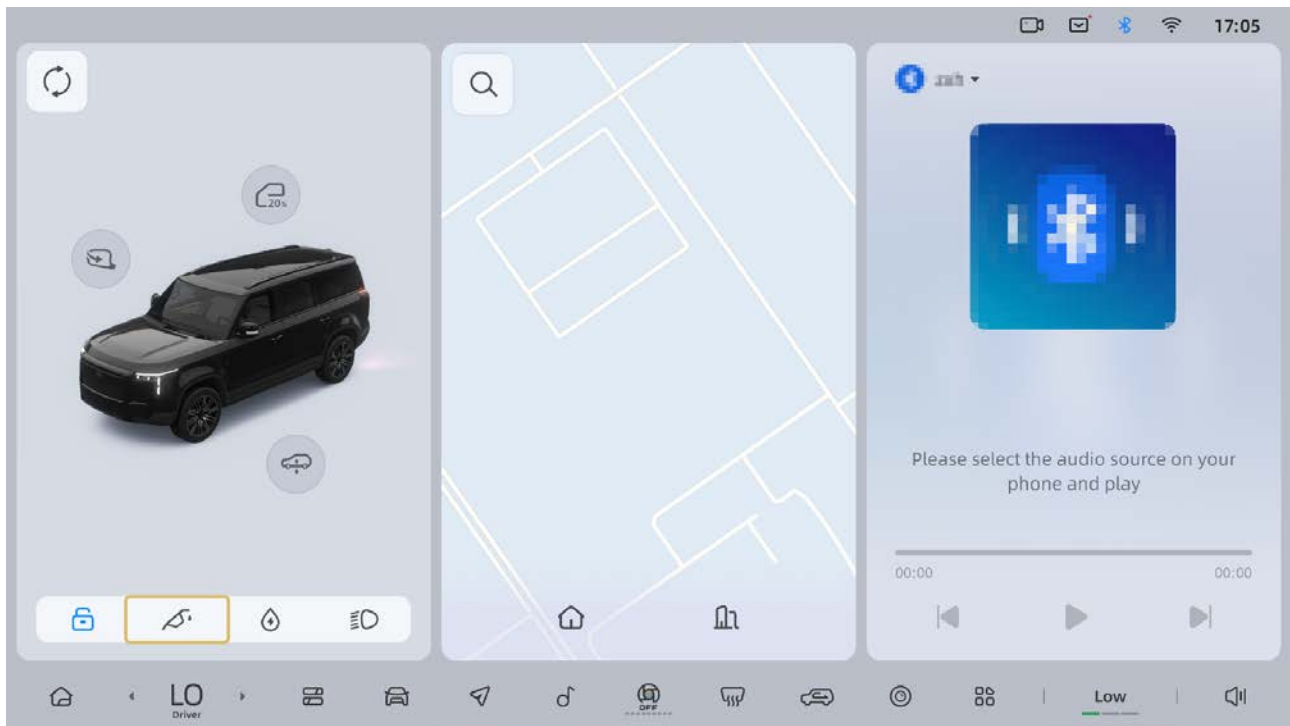 17:05
20%
Please select the audio source on your
phone and play
00:00
00:00
LO
Driver
OFF
Low